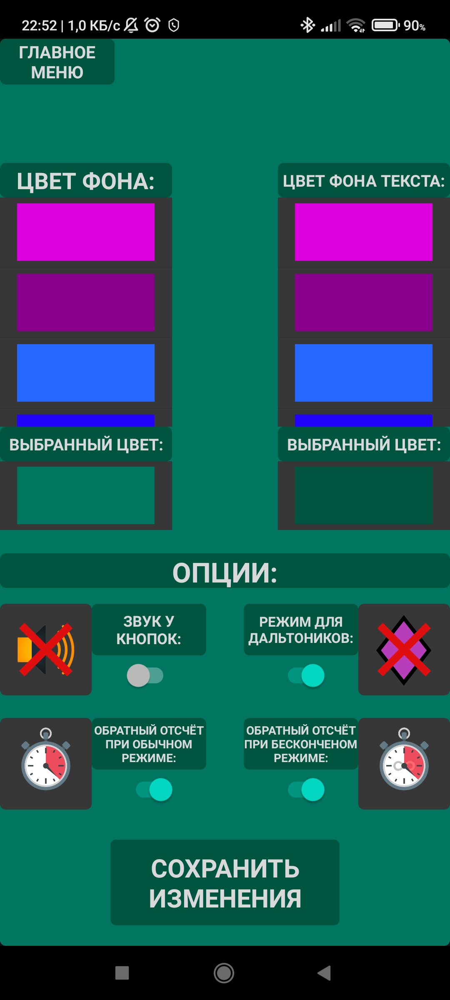 22:52 | 1,0 КБ/с
90%
ГЛАВНОЕ
МЕНЮ
ЦВЕТ ФОНА:
ЦВЕТ ФОНА ТЕКСТА:
ВЫБРАННЫЙ ЦВЕТ:
ВЫБРАННЫЙ ЦВЕТ:
ОПЦИИ:
ЗВУК У
КНОПОК:
РЕЖИМ ДЛЯ
ДАЛЬТОНИКОВ:
ОБРАТНЫЙ ОТСЧЁТ
ПРИ ОБЫЧНОМ
РЕЖИМЕ:
ОБРАТНЫЙ ОТСЧЁТ
ПРИ БЕСКОНЧЕНОМ
РЕЖИМЕ:
СОХРАНИТЬ
ИЗМЕНЕНИЯ